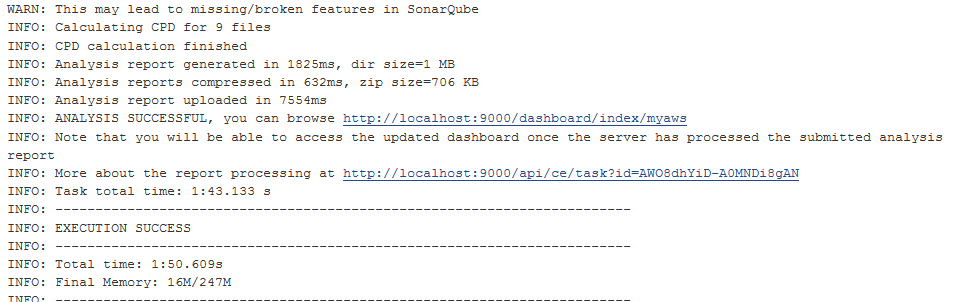 WARN: This may lead to missing/broken features in SonarQube
INFO: Calculating CPD for 9 files
INFO: CPD calculation finished
INFO: Analysis report generated in 1825ms, dir size=1 MB
INFO: Analysis reports compressed in 632ms, zip size=706 KB
INFO: Analysis report uploaded in 7554ms
INFO: ANALYSIS SUCCESSFUL, you can browse http://localhost:9000/dashboard/index/myaws
INFO: Note that you will be able to access the updated dashboard once the server has processed the submitted analysis
report
INFO: More about the report processing at http://localhost:9000/api/ce/task?id=AWO8dhYiD-A0MNDi8gAN
INFO: Task total time: 1:43.133 s
INFO: ------------------------------------------------------------------------
INFO: EXECUTION SUCCESS
INFO: ------------------------------------------------------------------------
INFO: Total time: 1:50.609s
INFO: Final Memory: 16M/247M
INFO: ------------------------------------------------------------------------